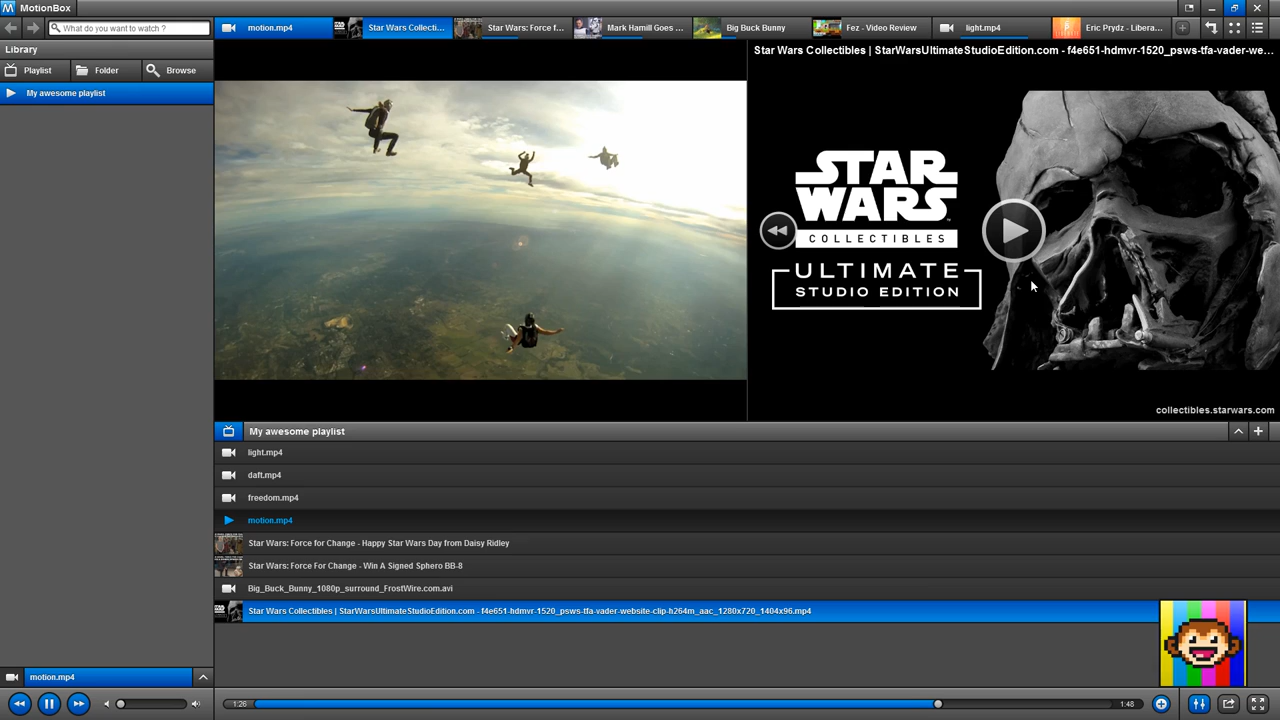 MotionBox
What do you want to watch ?
motion.mp4
Star Wars Collecti...
Star Wars: Force f...
Mark Hamill Goes ...
Big Buck Bunny
Fez - Video Review
light.mp4
Eric Prydz - Libera...
Library
Playlist
Folder
Browse
My awesome playlist
Star Wars Collectibles | StarWarsUltimateStudioEdition.com - f4e651-hdmvr-1520_psws-tfa-vader-we...
STAR
WARS
COLLECTIBLES
ULTIMATE
STUDIO EDITION
collectibles.starwars.com
My awesome playlist
light.mp4
daft.mp4
freedom.mp4
motion.mp4
Star Wars: Force for Change - Happy Star Wars Day from Daisy Ridley
Star Wars: Force For Change - Win A Signed Sphero BB-8
Big_Buck_Bunny_1080p_surround_FrostWire.com.avi
Star Wars Collectibles | StarWarsUltimateStudioEdition.com - f4e651-hdmvr-1520_psws-tfa-vader-website-clip-h264m_aac_1280x720_1404x96.mp4
motion.mp4
1:26
1:48